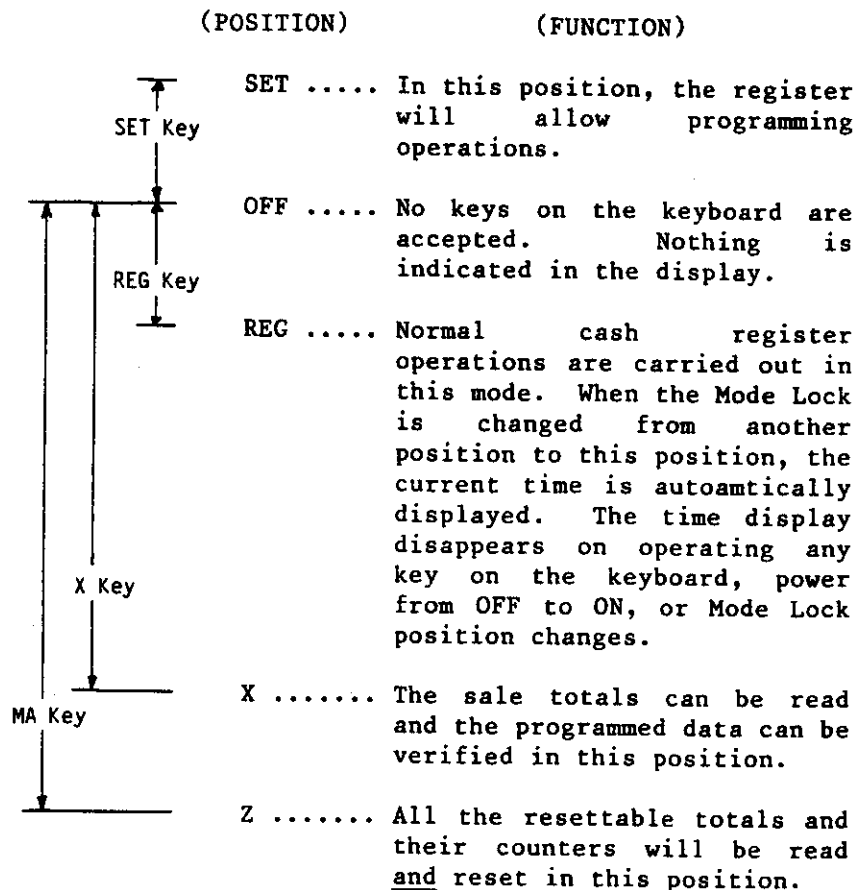 (POSITION) (FUNCTION)
SET ..... In this position, the register
will allow programming
SET Key
operations.
OFF ..... No keys on the keyboard are
accepted. Nothing is
indicated in the display.
REG Key
REG ..... Normal cash register
operations are carried out in
this mode. When the Mode Lock
is changed from another
position to this position, the
current time is autoamtically
displayed. The time display
disappears on operating any
X Key
key on the keyboard, power
from OFF to ON, or Mode Lock
position changes.
X ....... The sale totals can be read
MA Key
and the programmed data can be
verified in this position.
Z ....... All the resettable totals and
their counters will be read
and reset in this position.